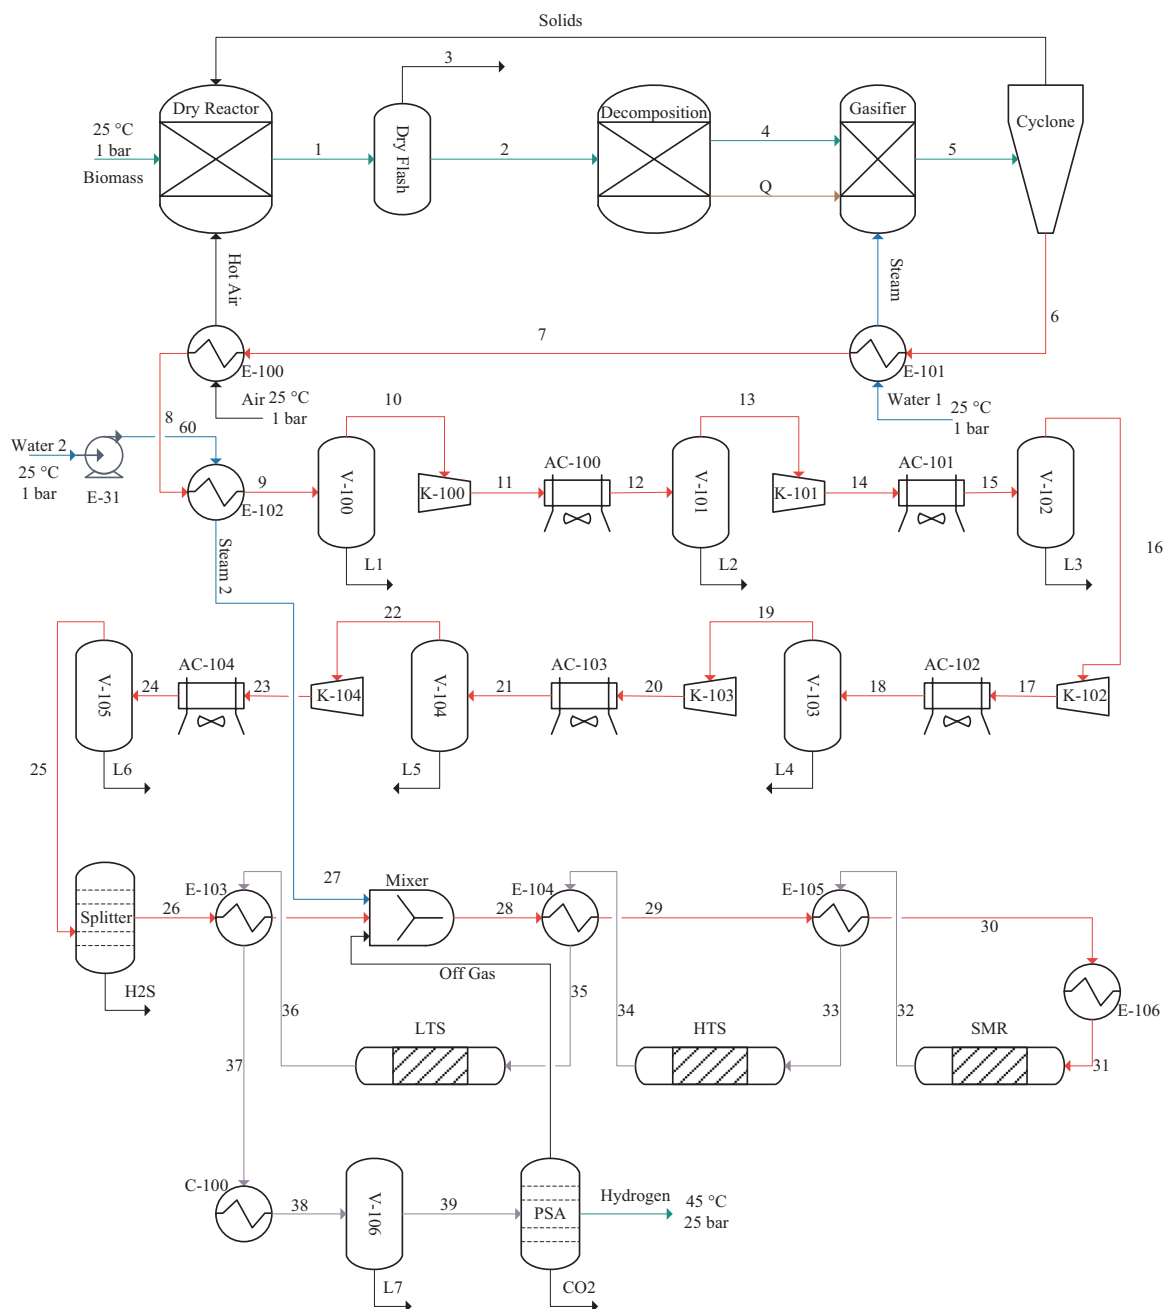 Solids
3
Dry Reactor
Decomposition
Gasifier
Cyclone
25 °C
1 bar
Biomass
1
Dry Flash
2
4
Q
5
Hot Air
Steam
6
7
E-100
E-101
Air 25 °C
1 bar
Water 1
25 °C
1 bar
8
60
Water 2
25 °C
1 bar
E-31
9
E-102
10
V-100
K-100
11
AC-100
12
V-101
13
K-101
14
AC-101
15
V-102
16
L1
L2
L3
Steam 2
22
19
AC-104
AC-103
AC-102
V-105
24
23
K-104
V-104
21
20
K-103
V-103
18
17
K-102
25
L6
L5
L4
Splitter
26
E-103
27
Mixer
28
E-104
29
E-105
30
H2S
Off Gas
E-106
36
35
34
33
32
31
LTS
HTS
SMR
37
C-100
38
V-106
39
PSA
Hydrogen
45 °C
25 bar
L7
CO2